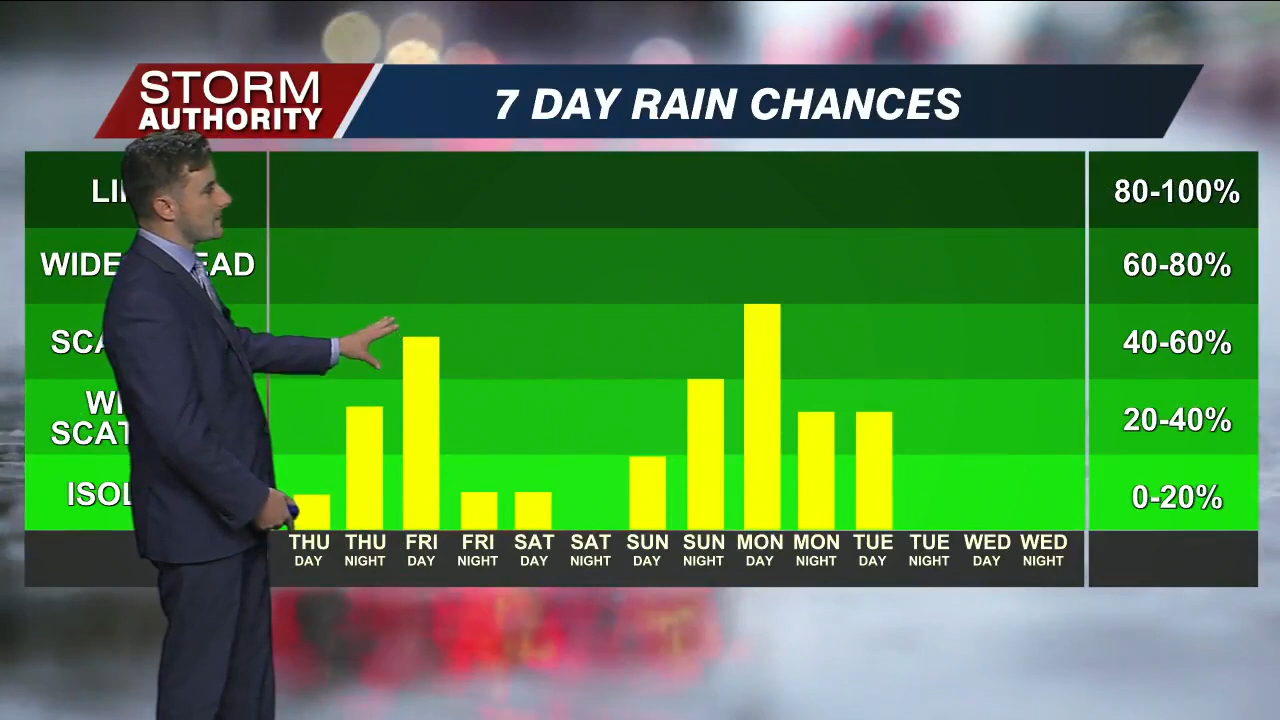 STORM
AUTHORITY
7 DAY RAIN CHANCES
80-100%
60-80%
40-60%
20-40%
0-20%
THU THU FRI FRI SAT SAT SUN SUN MON MON TUE TUE WED WED
DAY NIGHT DAY NIGHT DAY NIGHT DAY NIGHT DAY NIGHT DAY NIGHT DAY NIGHT